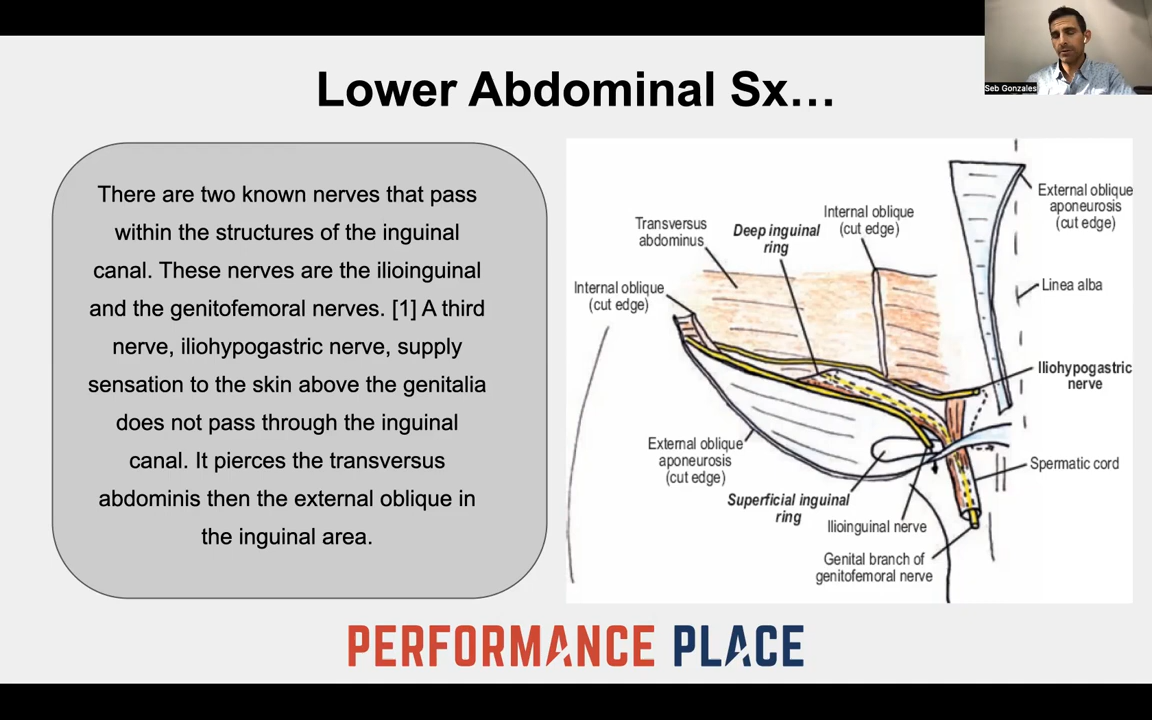 Seb Gonzales
Lower Abdominal Sx...
There are two known nerves that pass
within the structures of the inguinal
canal. These nerves are the ilioinguinal
and the genitofemoral nerves. [1] A third
nerve, iliohypogastric nerve, supply
sensation to the skin above the genitalia
does not pass through the inguinal
canal. It pierces the transversus
abdominis then the external oblique in
the inguinal area.
External oblique
aponeurosis
(cut edge)
Internal oblique
(cut edge)
Transversus
abdominus
Deep inguinal
ring
Internal oblique
(cut edge)
Linea alba
Iliohypogastric
nerve
External oblique
aponeurosis
(cut edge)
Spermatic cord
Superficial inguinal
ring
Ilioinguinal nerve
Genital branch of
genitofemoral nerve
PERFORMANCE PLACE